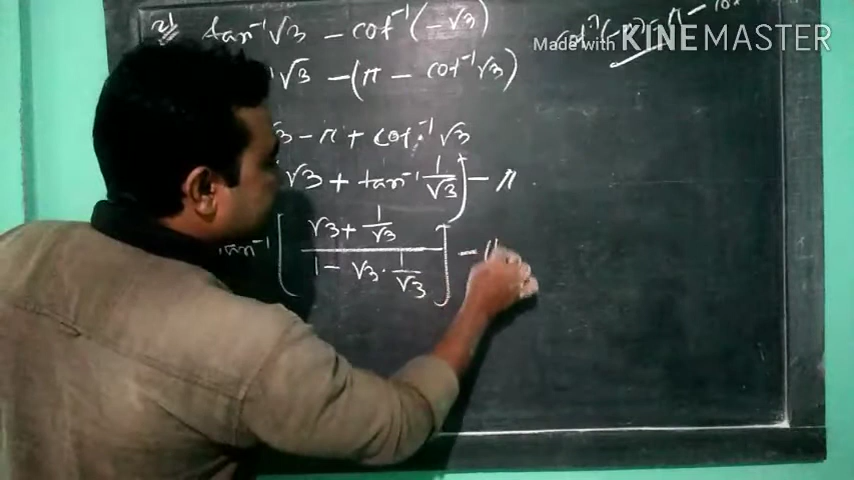 21 tan⁻¹√3 - cot⁻¹(-√3)
Made with KINEMASTER
√3 - (π - cot⁻¹√3)
3 - π + cot⁻¹√3
√3 + tan⁻¹ 1/√3] - π
tan⁻¹ [ (√3 + 1/√3) / (1 - √3 · 1/√3) ] - π